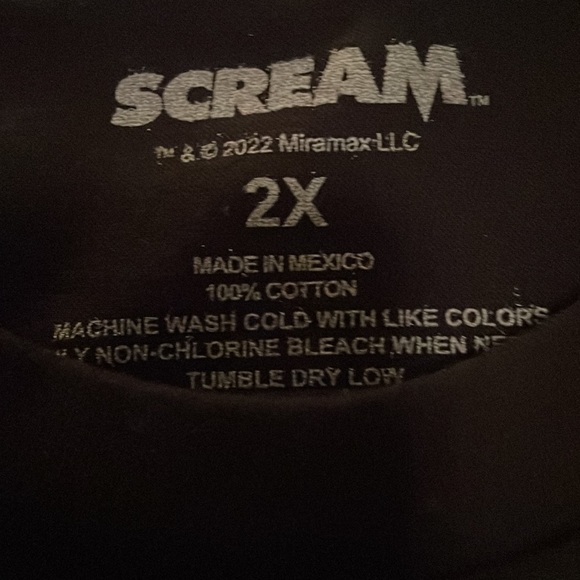 SCREAM™
™ & © 2022 Miramax LLC
2X
MADE IN MEXICO
100% COTTON
MACHINE WASH COLD WITH LIKE COLORS
NON-CHLORINE BLEACH WHEN
TUMBLE DRY LOW